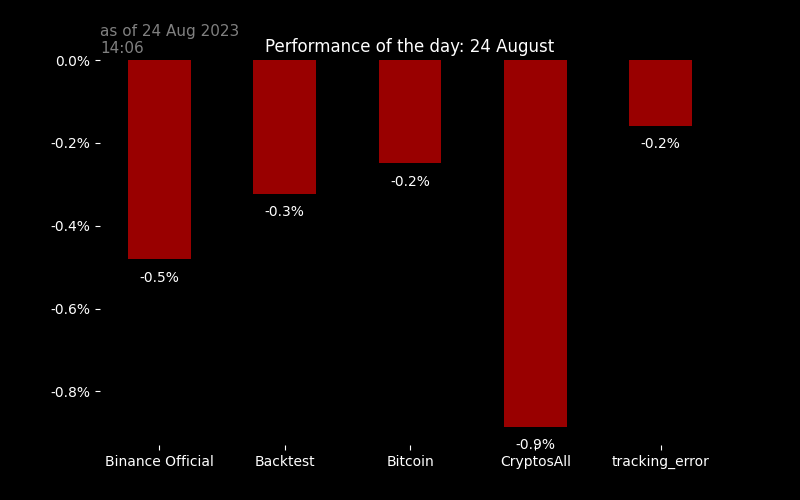 as of 24 Aug 2023
14:06
Performance of the day: 24 August
0.0%
-0.2%
-0.4%
-0.6%
-0.8%
-0.5%
-0.3%
-0.2%
-0.9%
-0.2%
Binance Official
Backtest
Bitcoin
CryptosAll
tracking_error